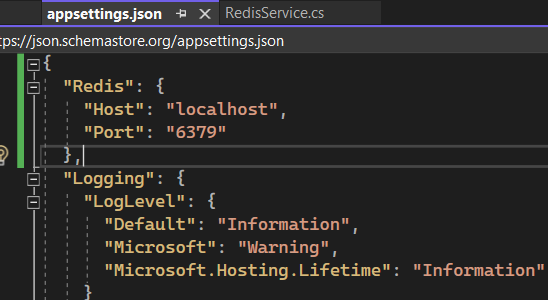 appsettings.json RedisService.cs
tps://json.schemastore.org/appsettings.json
{
"Redis": {
"Host": "localhost",
"Port": "6379"
},
"Logging": {
"LogLevel": {
"Default": "Information",
"Microsoft": "Warning",
"Microsoft.Hosting.Lifetime": "Information"
}